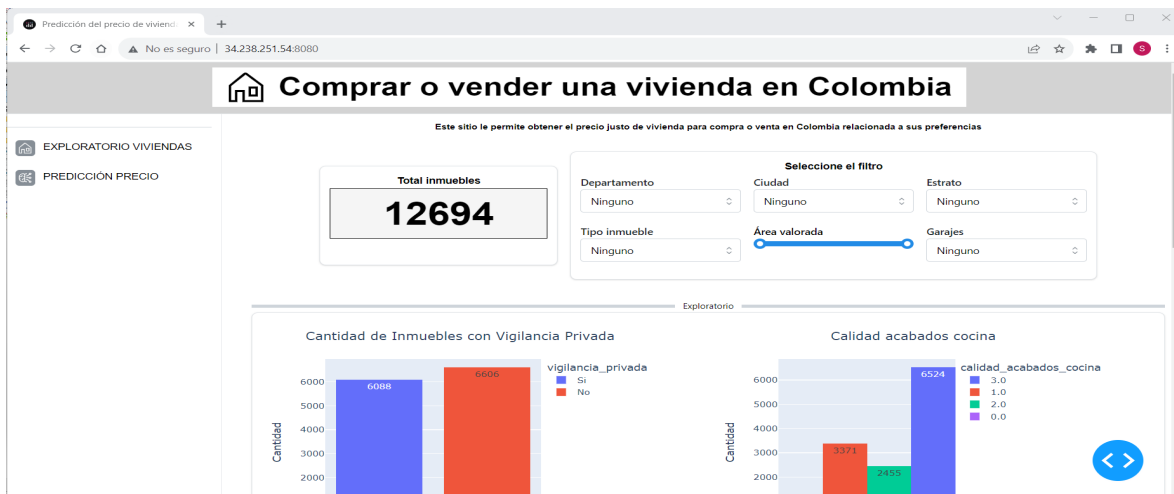 Predicción del precio de viviend
No es seguro | 34.238.251.54:8080
S
Comprar o vender una vivienda en Colombia
Este sitio le permite obtener el precio justo de vivienda para compra o venta en Colombia relacionada a sus preferencias
EXPLORATORIO VIVIENDAS
PREDICCIÓN PRECIO
Total inmuebles
12694
Seleccione el filtro
Departamento Ciudad Estrato
Ninguno Ninguno Ninguno
Tipo inmueble Área valorada Garajes
Ninguno Ninguno
Exploratorio
Cantidad de Inmuebles con Vigilancia Privada
vigilancia_privada
Si
No
6088
6606
6000
5000
4000
3000
2000
Cantidad
Calidad acabados cocina
calidad_acabados_cocina
3.0
1.0
2.0
0.0
6524
3371
2455
6000
5000
4000
3000
2000
Cantidad